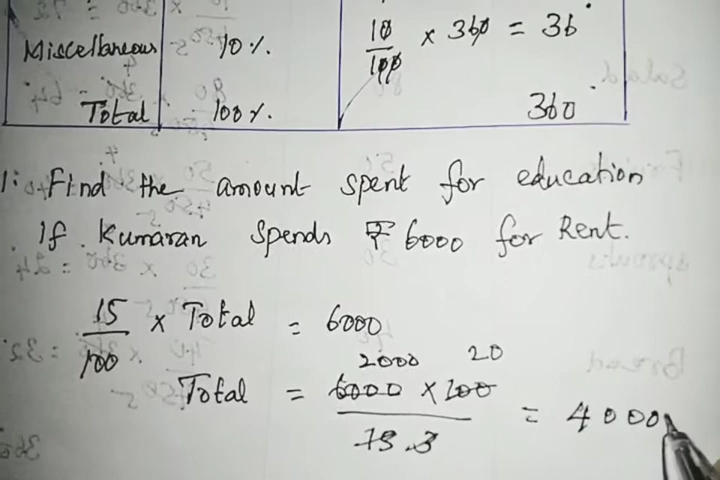 Miscellaneous 10%. 10/100 × 360 = 36°
Total 100%. 360°
1: Find the amount spent for education
If Kumaran spends ₹ 6000 for Rent.
15/100 × Total = 6000
2000 20
Total = 6000 × 100 / 15 3 = 4000